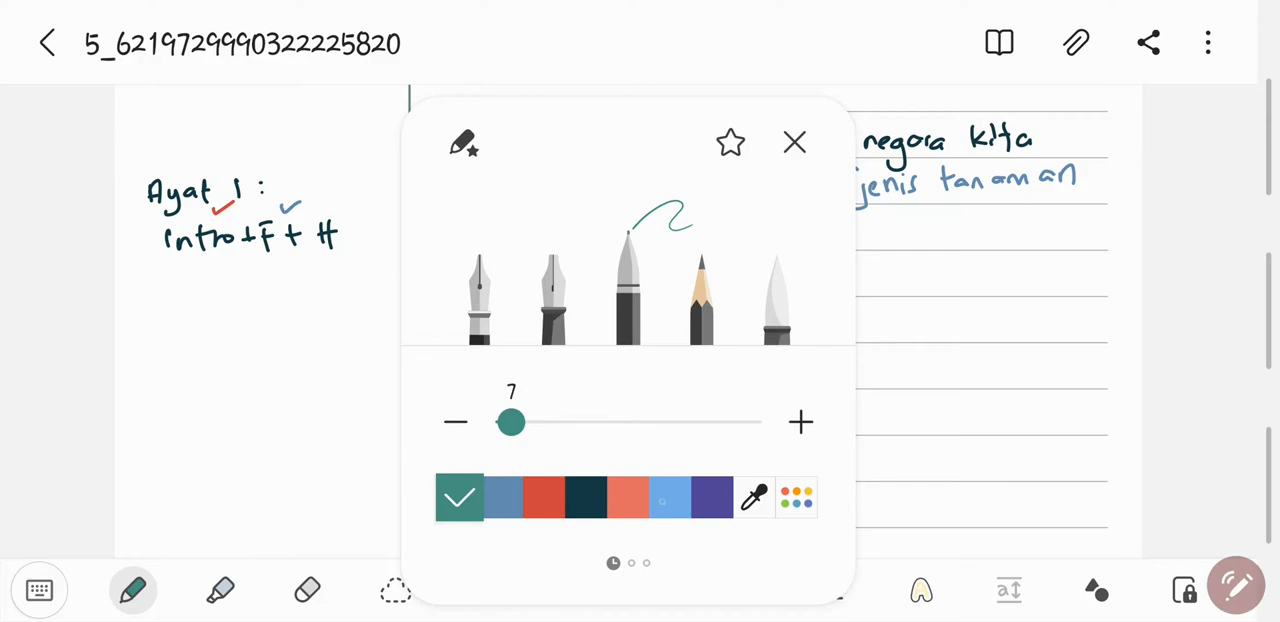 5_6219729990322225820
negara kita
jenis tanaman
Ayat 1 :
intro + F + H
7